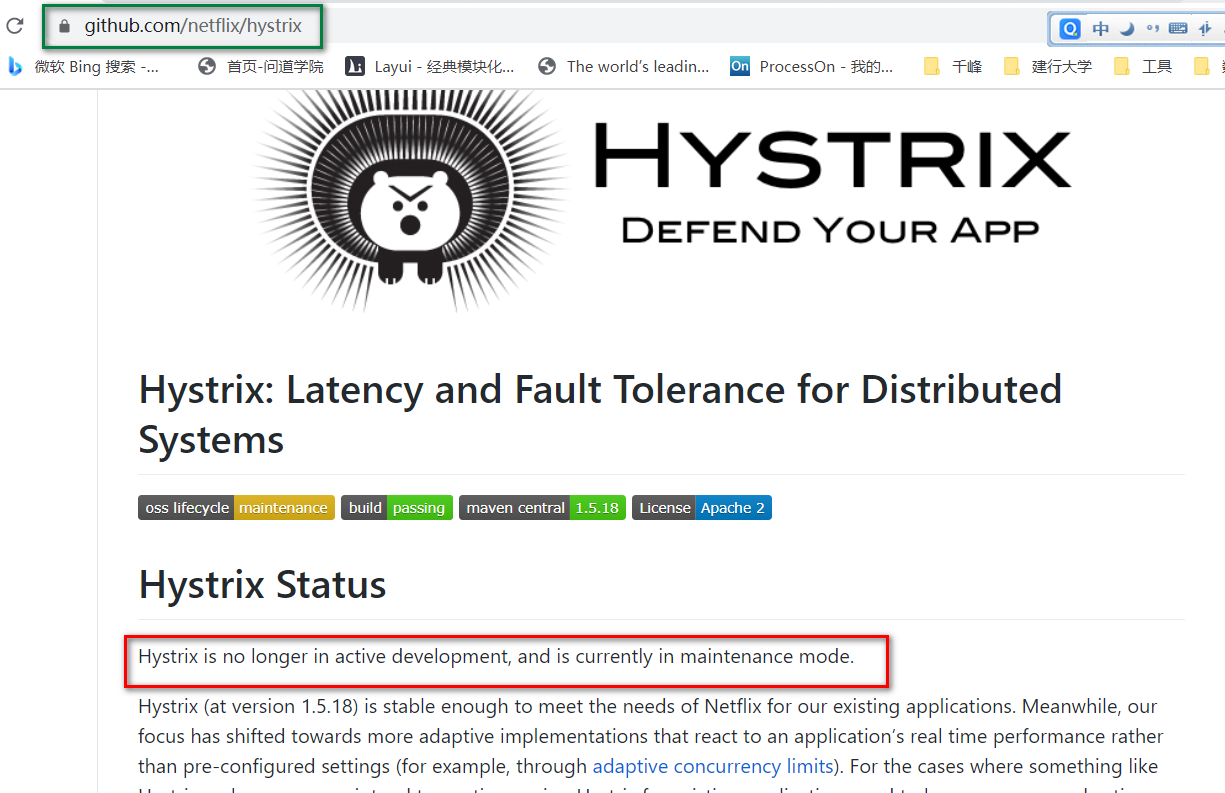 github.com/netflix/hystrix
中
微软 Bing 搜索 -...
首页-问道学院
Layui - 经典模块化...
The world's leadin...
On
ProcessOn - 我的...
千峰
建行大学
工具
HYSTRIX
DEFEND YOUR APP
Hystrix: Latency and Fault Tolerance for Distributed
Systems
oss lifecycle maintenance
build passing
maven central 1.5.18
License Apache 2
Hystrix Status
Hystrix is no longer in active development, and is currently in maintenance mode.
Hystrix (at version 1.5.18) is stable enough to meet the needs of Netflix for our existing applications. Meanwhile, our
focus has shifted towards more adaptive implementations that react to an application's real time performance rather
than pre-configured settings (for example, through adaptive concurrency limits). For the cases where something like